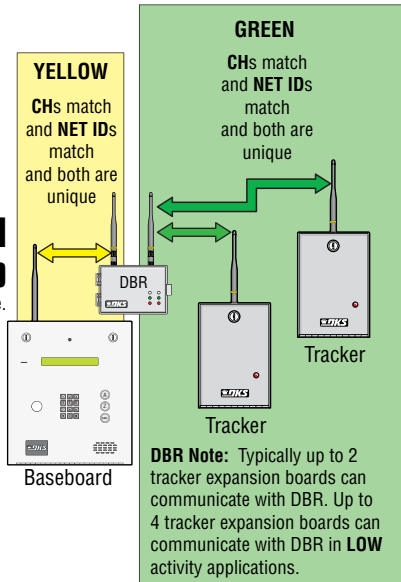 YELLOW
CHs match
and NET IDs
match
and both are
unique
GREEN
CHs match
and NET IDs
match
and both are
unique
e.
DBR
DKS
DKS
DKS
DKS
Baseboard
Tracker
Tracker
DBR Note: Typically up to 2
tracker expansion boards can
communicate with DBR. Up to
4 tracker expansion boards can
communicate with DBR in LOW
activity applications.